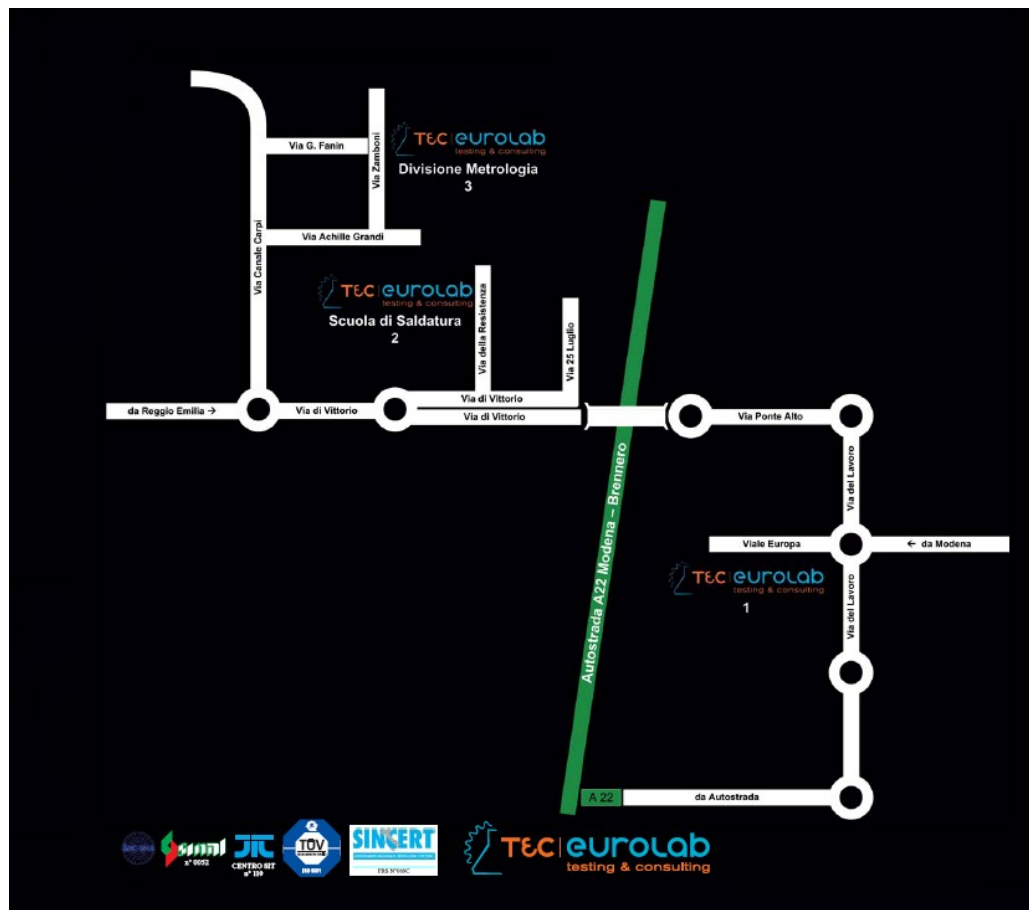 Via G. Fanin
Via Zamboni
TEC eurolab
testing & consulting
Divisione Metrologia
3
Via Canale Carpi
Via Achille Grandi
TEC eurolab
testing & consulting
Scuola di Saldatura
2
Via della Resistenza
Via 25 Luglio
da Reggio Emilia →
Via di Vittorio
Via di Vittorio
Via di Vittorio
Via Ponte Alto
Via del Lavoro
Autostrada A22 Modena – Brennero
Viale Europa
← da Modena
TEC eurolab
testing & consulting
1
Via del Lavoro
A 22
da Autostrada
n° 0052
CENTRO SIT
n° 110
TÜV
ISO 9001
SINCERT
TEC eurolab
testing & consulting